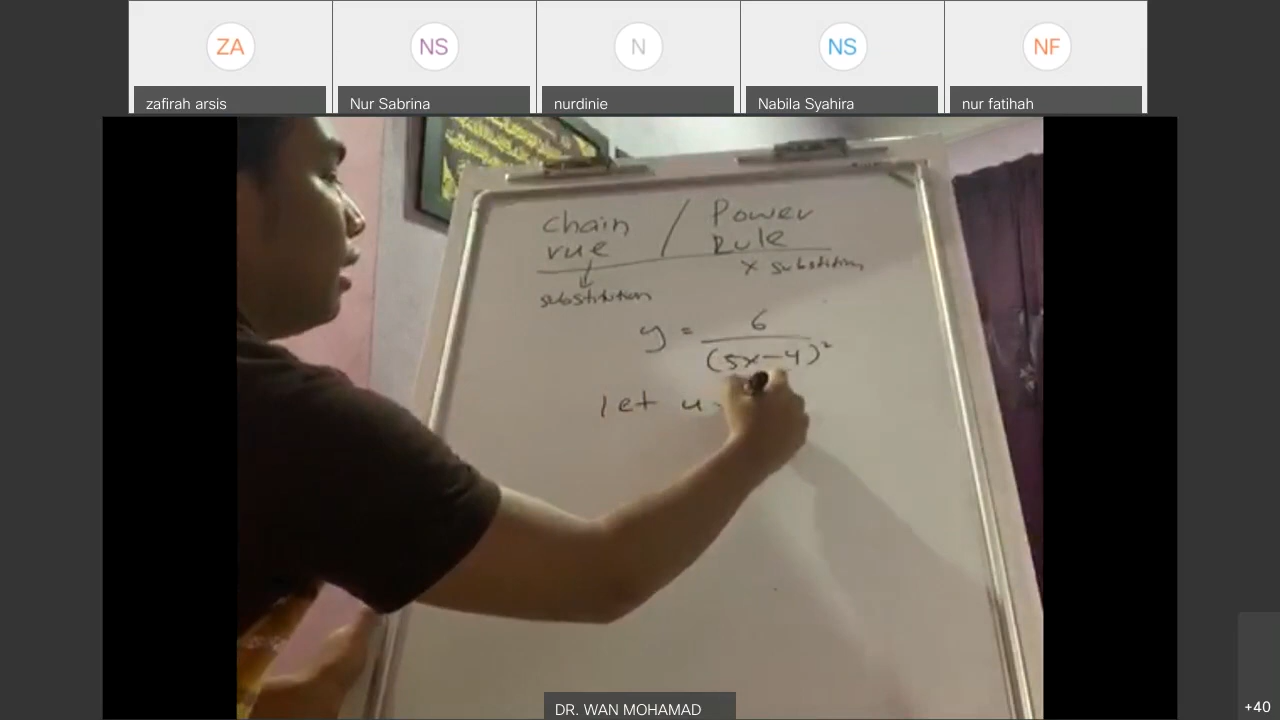 ZA
NS
N
NS
NF
zafirah arsis
Nur Sabrina
nurdinie
Nabila Syahira
nur fatihah
chain / Power
rue Rule
x substitution
substitution
y = 6
(5x-4)²
let u
DR. WAN MOHAMAD
+40